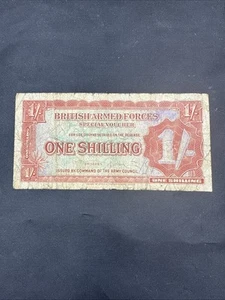 1/- BRITISH ARMED FORCES 1/-
SPECIAL VOUCHER
ONE SHILLING 1/-
ISSUED BY COMMAND OF THE ARMY COUNCIL
1/- ONE SHILLING